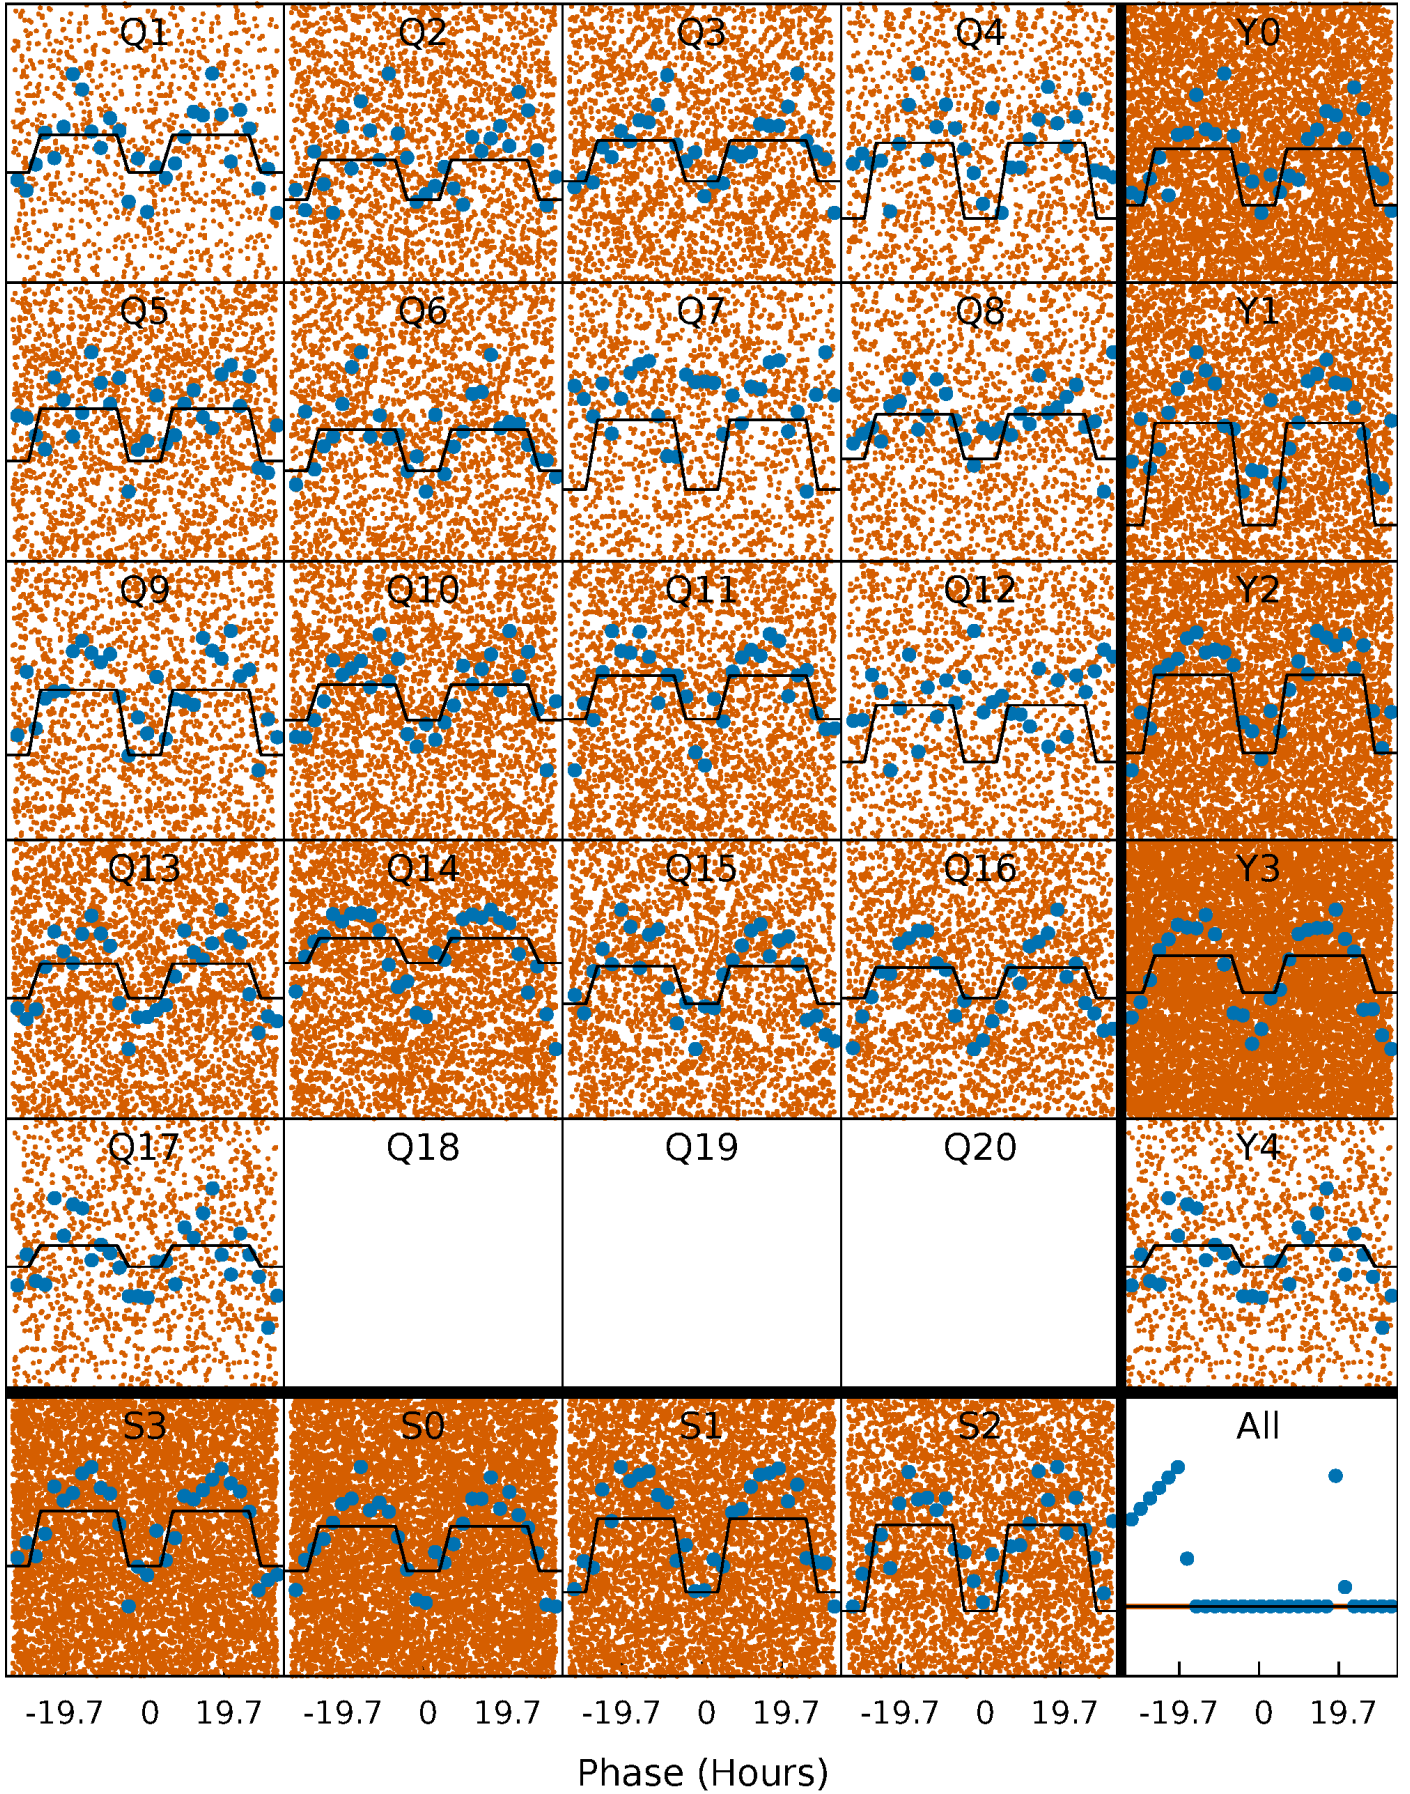 Q1 Q2 Q3 Q4 Y0
Q5 Q6 Q7 Q8 Y1
Q9 Q10 Q11 Q12 Y2
Q13 Q14 Q15 Q16 Y3
Q17 Q18 Q19 Q20 Y4
S3 S0 S1 S2 All
-19.7 0 19.7 -19.7 0 19.7 -19.7 0 19.7 -19.7 0 19.7 -19.7 0 19.7
Phase (Hours)